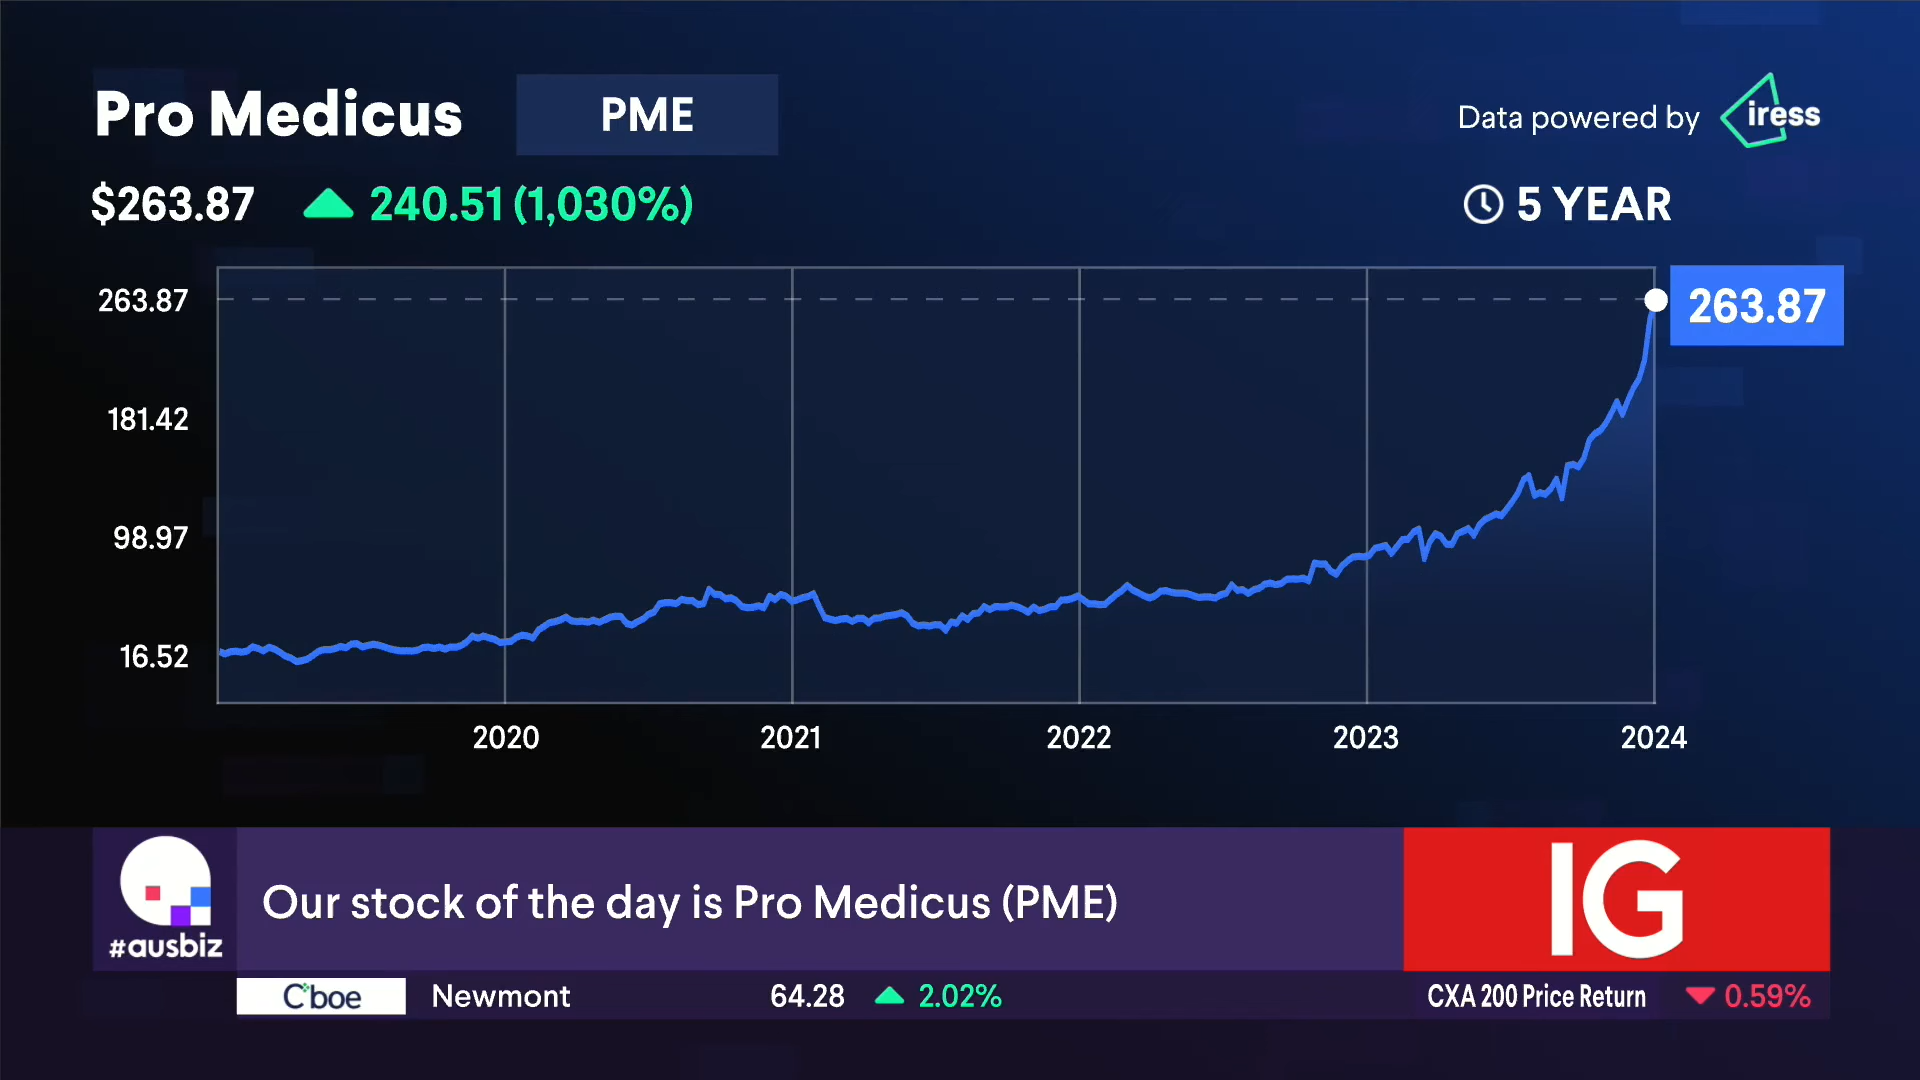 Pro Medicus
PME
Data powered by iress
$263.87 240.51 (1,030%)
5 YEAR
263.87
263.87
181.42
98.97
16.52
2020 2021 2022 2023 2024
#ausbiz
Our stock of the day is Pro Medicus (PME)
IG
Cboe Newmont 64.28 2.02%
CXA 200 Price Return 0.59%